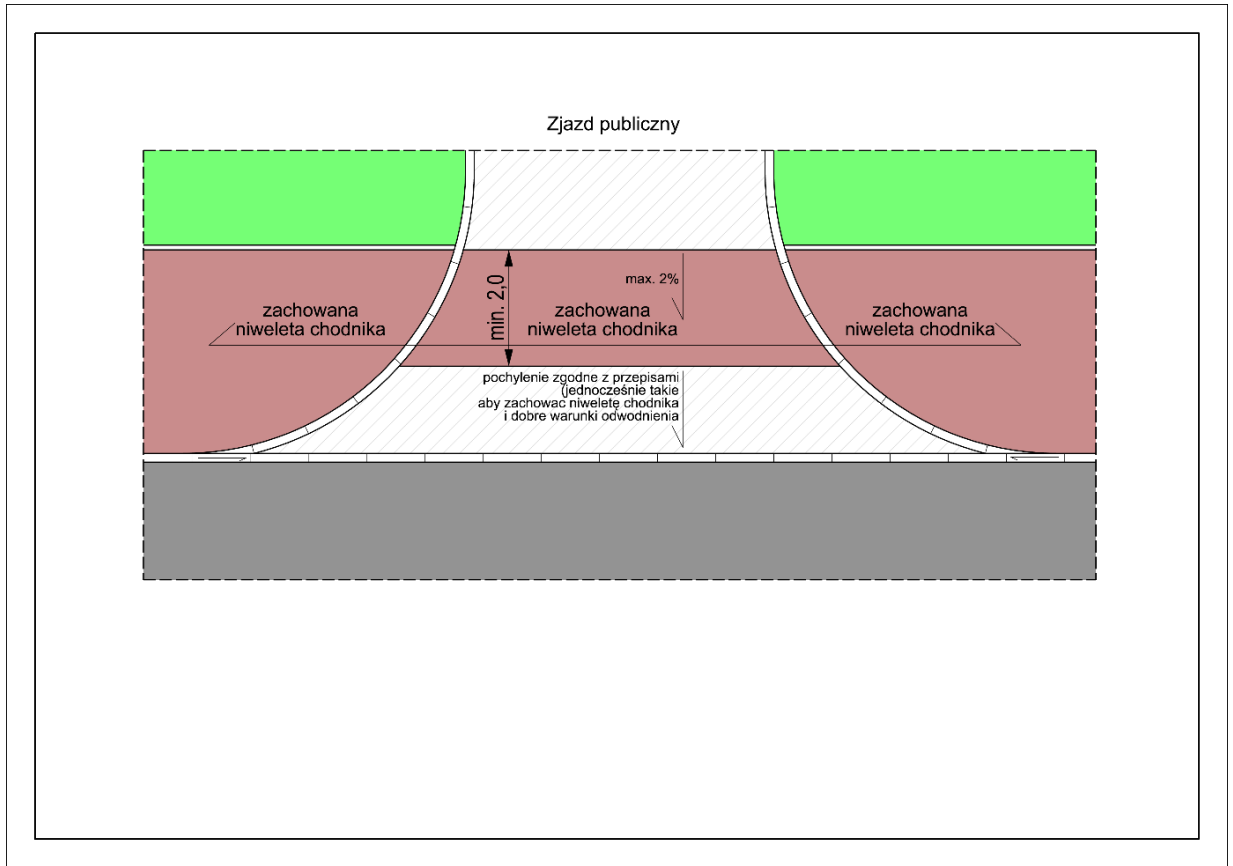 Zjazd publiczny
max. 2%
min. 2,0
zachowana
niweleta chodnika
zachowana
niweleta chodnika
zachowana
niweleta chodnika
pochylenie zgodne z przepisami
(jednocześnie takie
aby zachowac niweletę chodnika
i dobre warunki odwodnienia